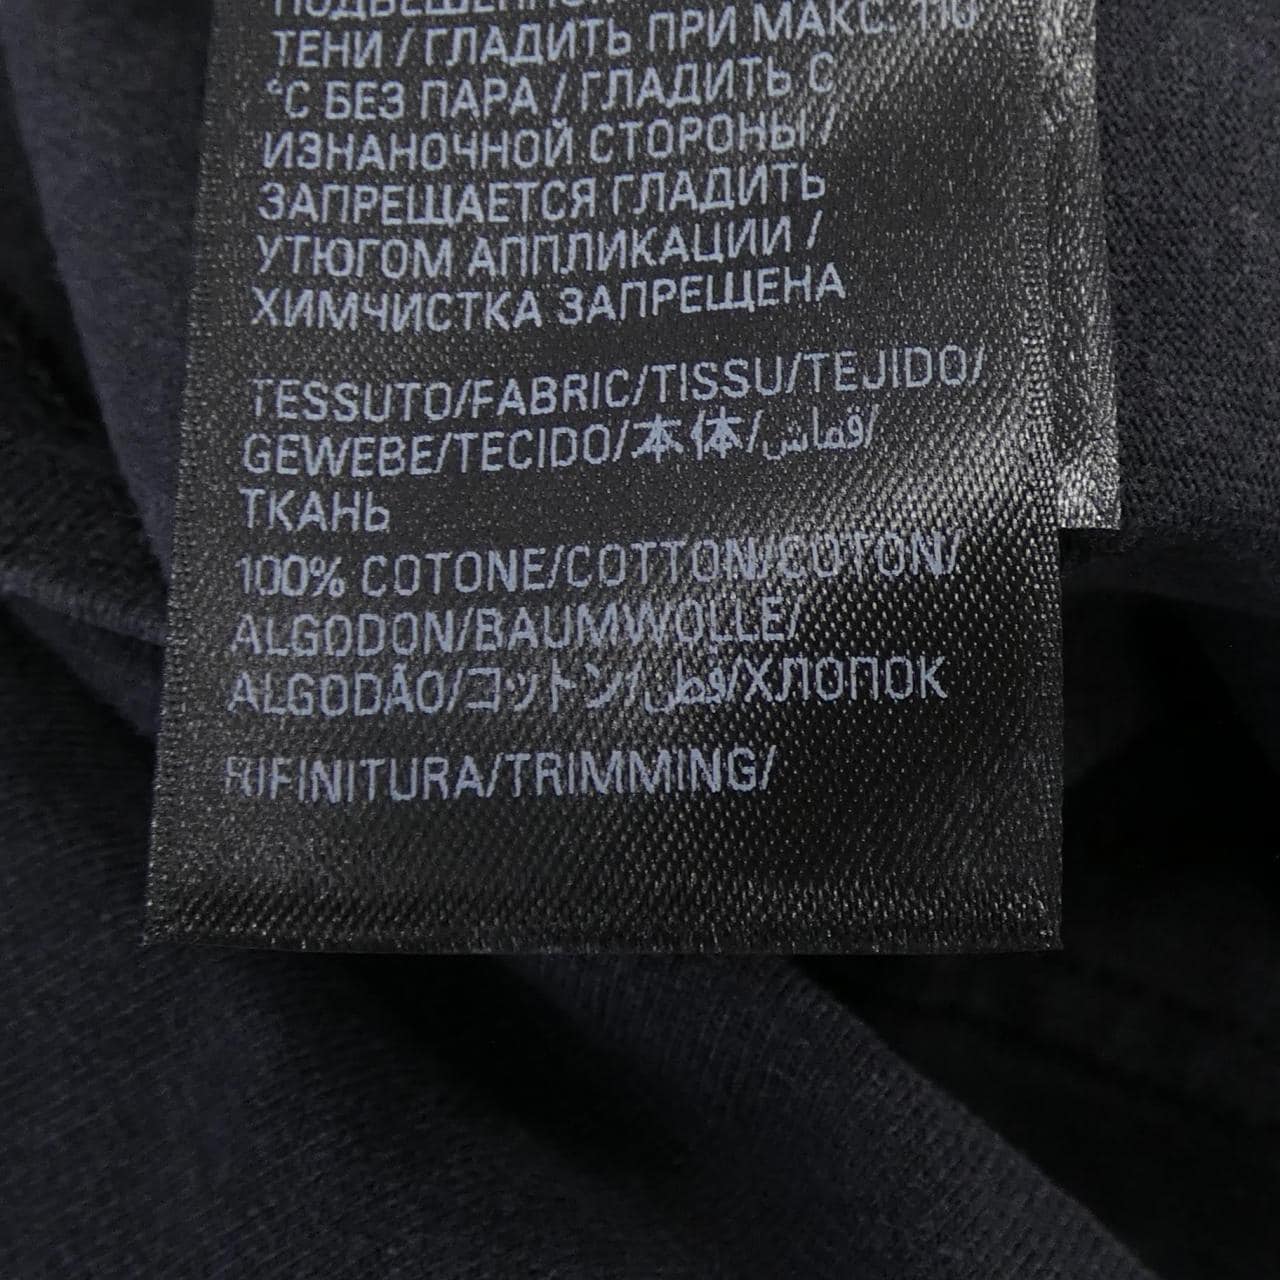 ПОДВЕШЕННОМ
ТЕНИ / ГЛАДИТЬ ПРИ МАКС. 110
°C БЕЗ ПАРА / ГЛАДИТЬ С
ИЗНАНОЧНОЙ СТОРОНЫ /
ЗАПРЕЩАЕТСЯ ГЛАДИТЬ
УТЮГОМ АППЛИКАЦИИ /
ХИМЧИСТКА ЗАПРЕЩЕНА
TESSUTO/FABRIC/TISSU/TEJIDO/
GEWEBE/TECIDO/本体/قماش/
ТКАНЬ
100% COTONE/COTTON/COTON/
ALGODON/BAUMWOLLE/
ALGODÃO/コットン/قطن/ХЛОПОК
RIFINITURA/TRIMMING/